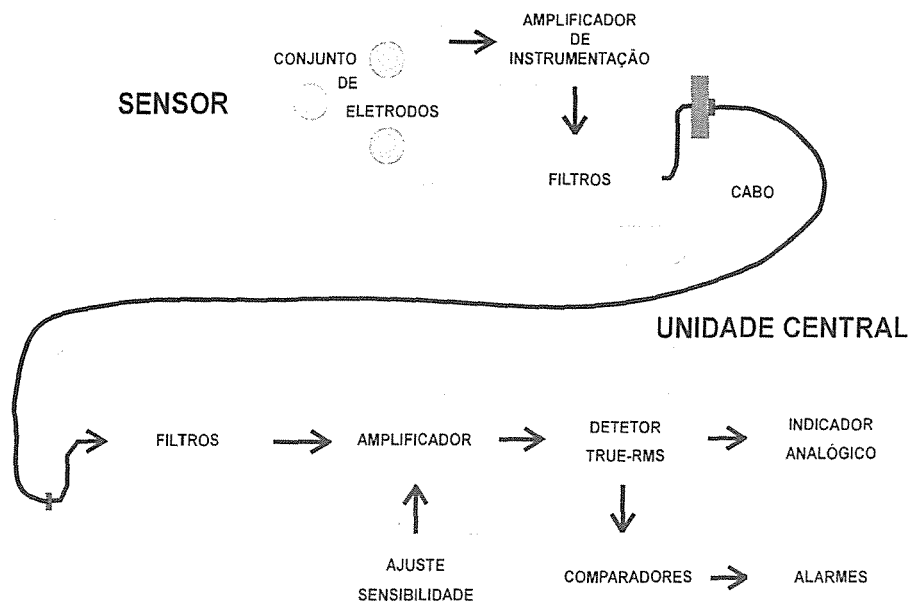 AMPLIFICADOR
DE
INSTRUMENTAÇÃO
CONJUNTO
DE
ELETRODOS
SENSOR
FILTROS
CABO
UNIDADE CENTRAL
FILTROS
AMPLIFICADOR
DETETOR
TRUE-RMS
INDICADOR
ANALÓGICO
AJUSTE
SENSIBILIDADE
COMPARADORES
ALARMES